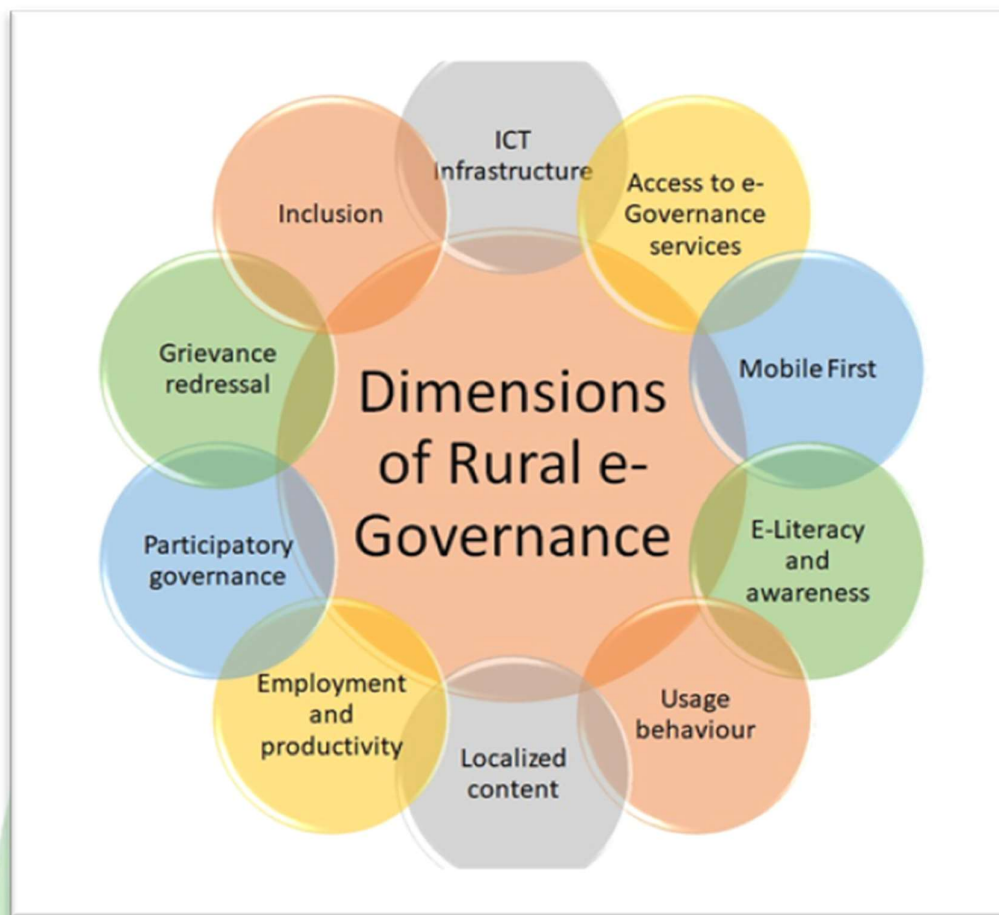 ICT
Infrastructure
Access to e-
Governance
services
Mobile First
E-Literacy
and
awareness
Usage
behaviour
Localized
content
Employment
and
productivity
Participatory
governance
Grievance
redressal
Inclusion
Dimensions
of Rural e-
Governance